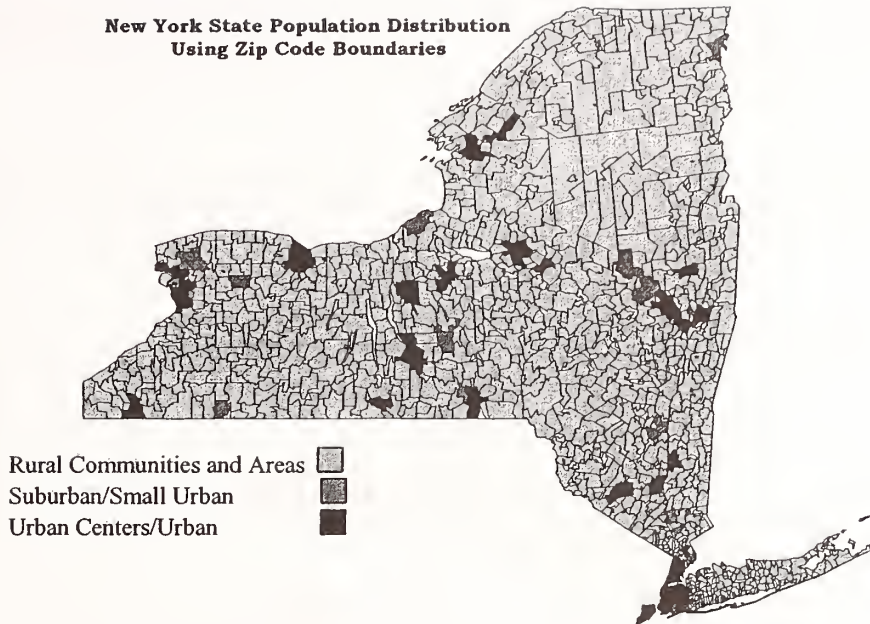 New York State Population Distribution
Using Zip Code Boundaries
Rural Communities and Areas
Suburban/Small Urban
Urban Centers/Urban